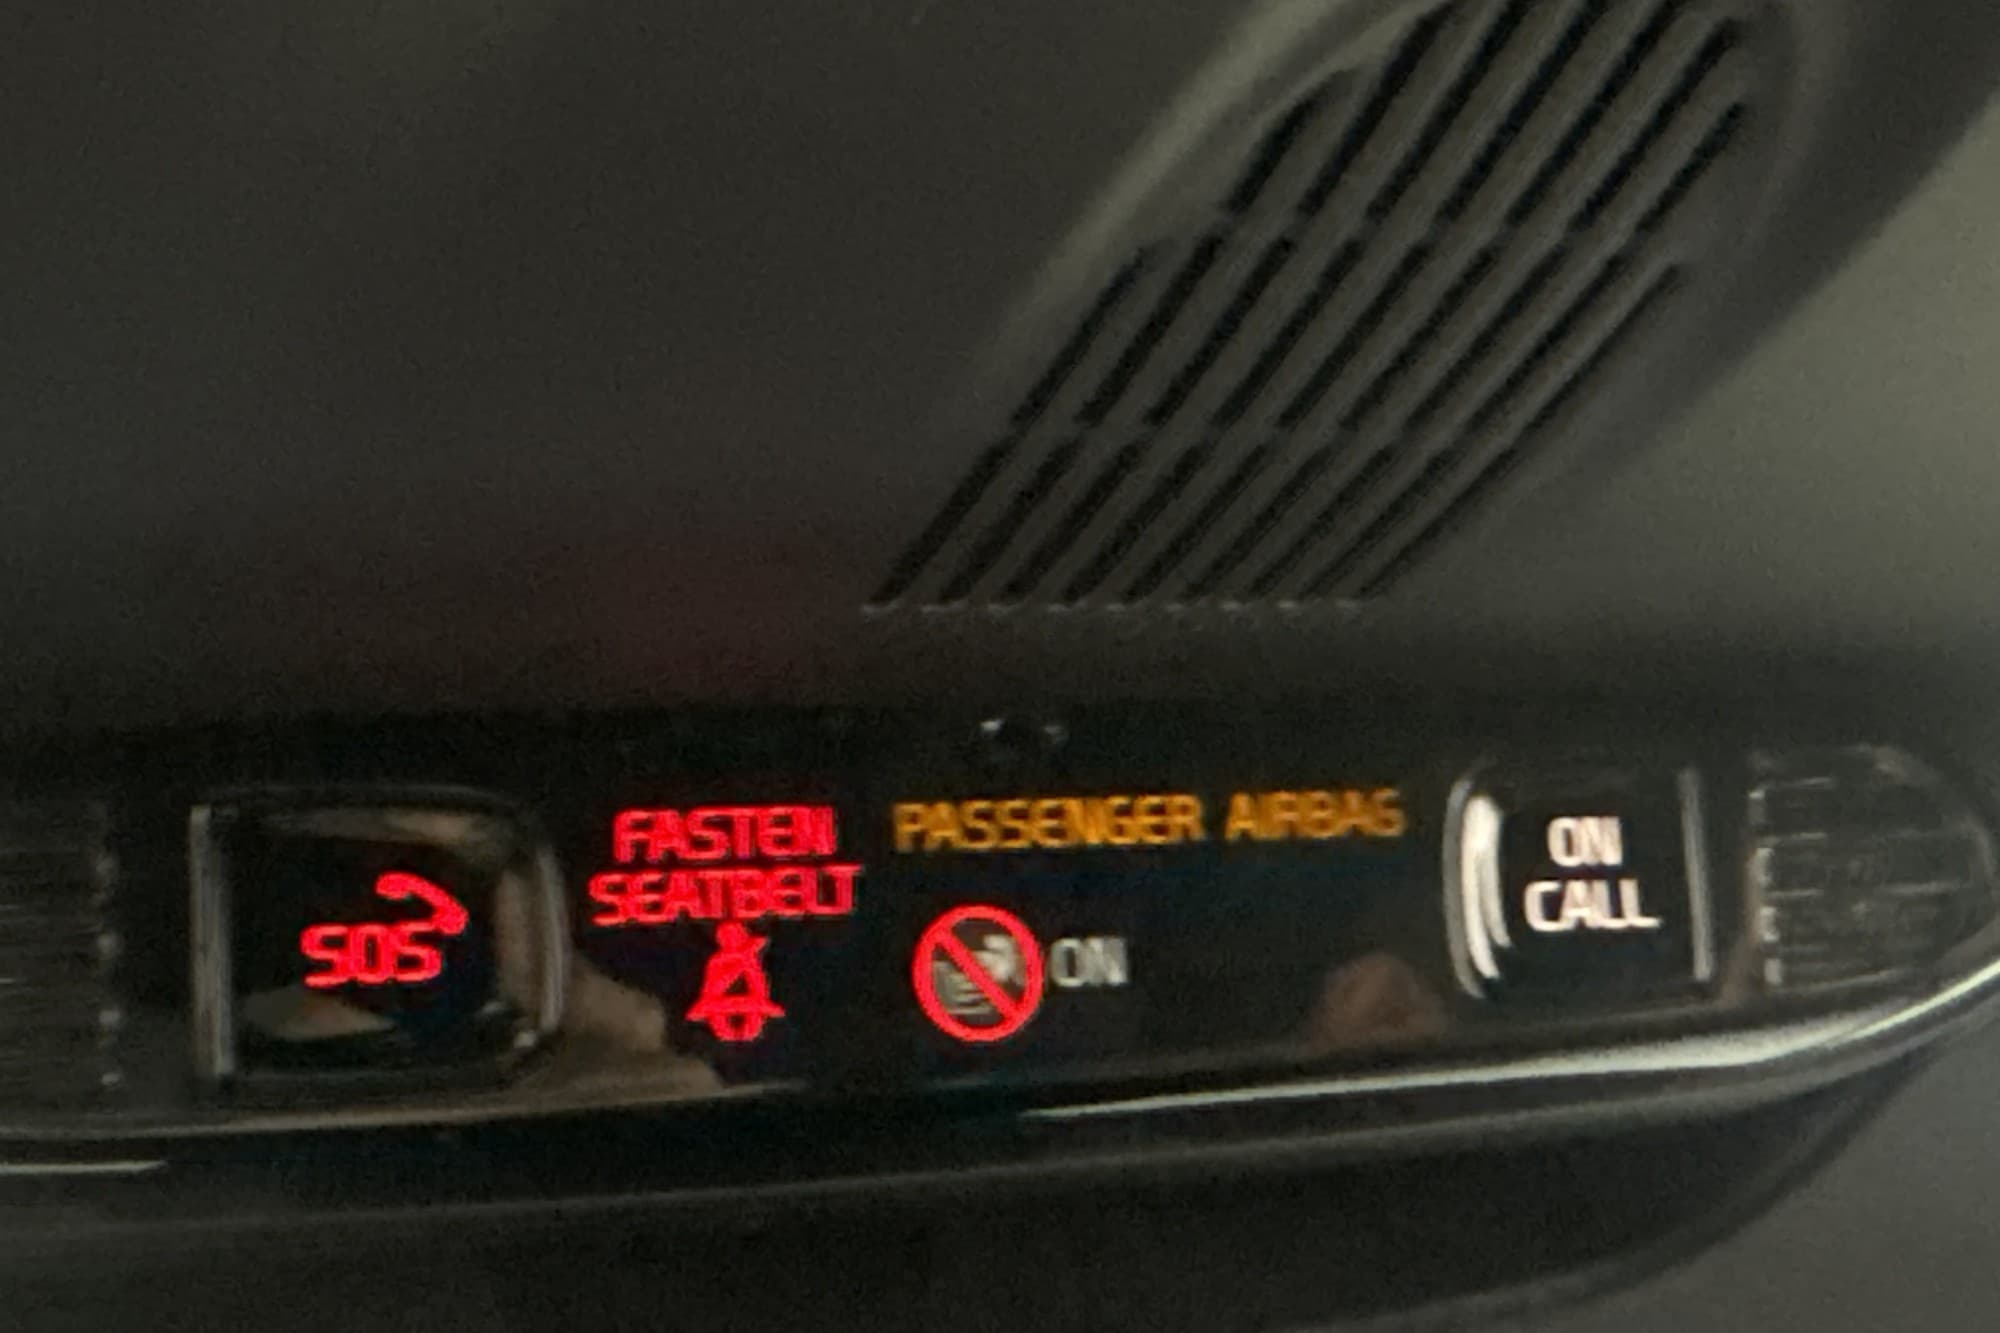 SOS
FASTEN
SEATBELT
PASSENGER AIRBAG
ON
ON
CALL